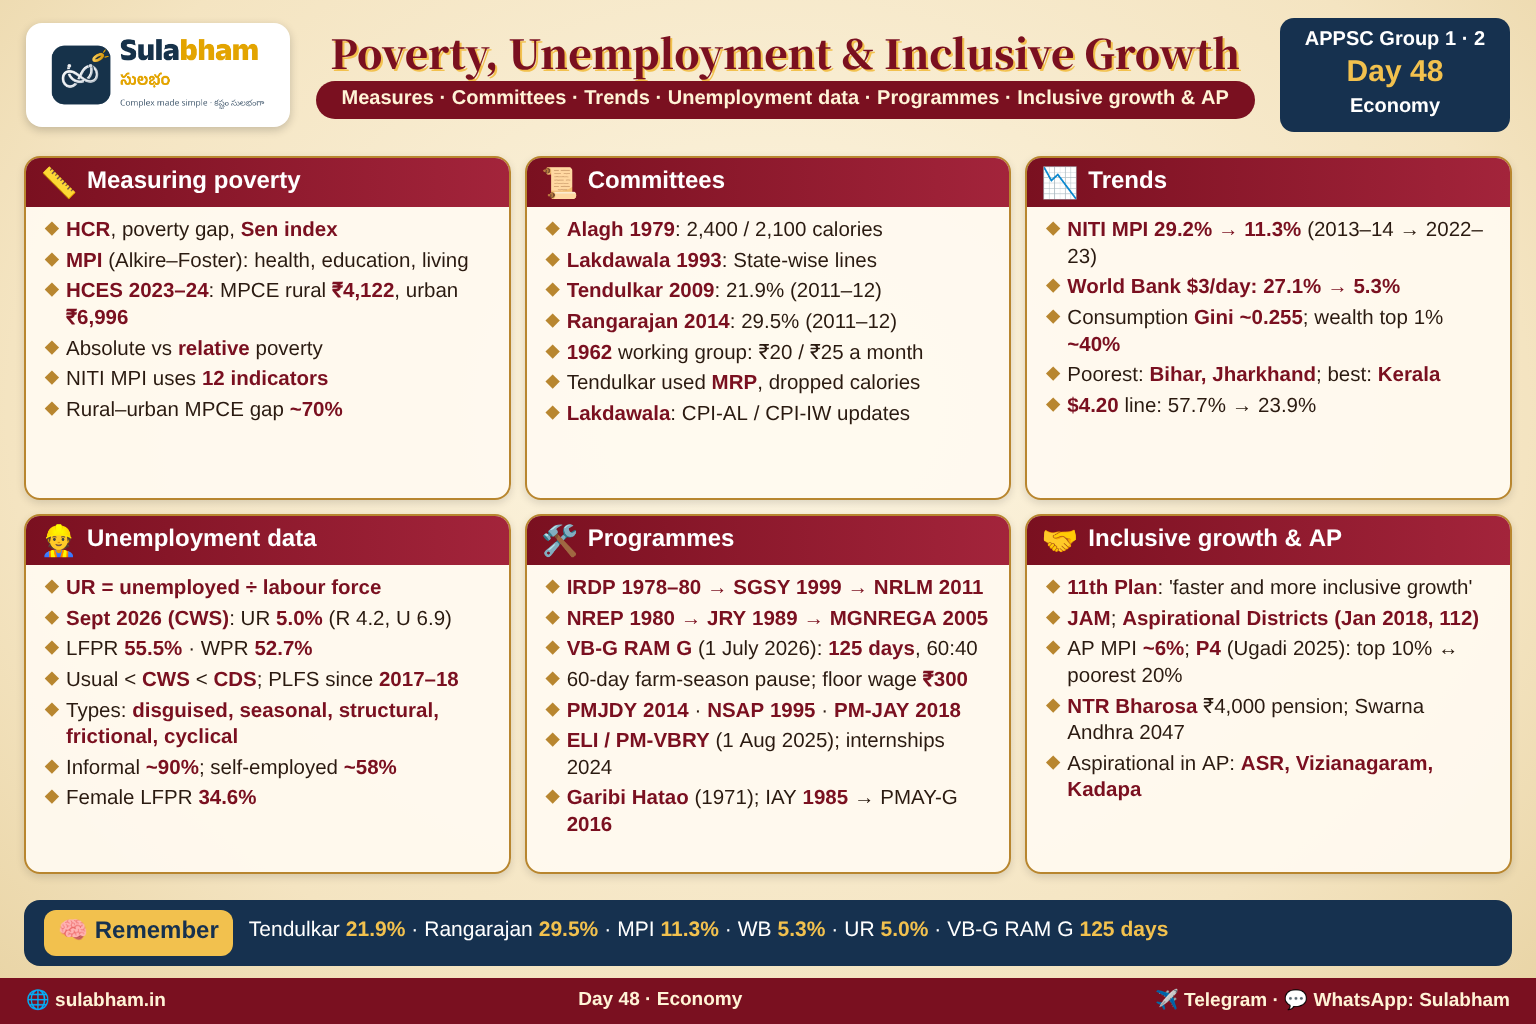 Sulabham
సులభం
Complex made simple · కష్టం సులభంగా
Poverty, Unemployment & Inclusive Growth
Measures · Committees · Trends · Unemployment data · Programmes · Inclusive growth & AP
APPSC Group 1 · 2
Day 48
Economy
Measuring poverty
HCR, poverty gap, Sen index
MPI (Alkire–Foster): health, education, living
HCES 2023–24: MPCE rural ₹4,122, urban
₹6,996
Absolute vs relative poverty
NITI MPI uses 12 indicators
Rural–urban MPCE gap ~70%
Committees
Alagh 1979: 2,400 / 2,100 calories
Lakdawala 1993: State-wise lines
Tendulkar 2009: 21.9% (2011–12)
Rangarajan 2014: 29.5% (2011–12)
1962 working group: ₹20 / ₹25 a month
Tendulkar used MRP, dropped calories
Lakdawala: CPI-AL / CPI-IW updates
Trends
NITI MPI 29.2% → 11.3% (2013–14 → 2022–
23)
World Bank $3/day: 27.1% → 5.3%
Consumption Gini ~0.255; wealth top 1%
~40%
Poorest: Bihar, Jharkhand; best: Kerala
$4.20 line: 57.7% → 23.9%
Unemployment data
UR = unemployed ÷ labour force
Sept 2026 (CWS): UR 5.0% (R 4.2, U 6.9)
LFPR 55.5% · WPR 52.7%
Usual < CWS < CDS; PLFS since 2017–18
Types: disguised, seasonal, structural,
frictional, cyclical
Informal ~90%; self-employed ~58%
Female LFPR 34.6%
Programmes
IRDP 1978–80 → SGSY 1999 → NRLM 2011
NREP 1980 → JRY 1989 → MGNREGA 2005
VB-G RAM G (1 July 2026): 125 days, 60:40
60-day farm-season pause; floor wage ₹300
PMJDY 2014 · NSAP 1995 · PM-JAY 2018
ELI / PM-VBRY (1 Aug 2025); internships
2024
Garibi Hatao (1971); IAY 1985 → PMAY-G
2016
Inclusive growth & AP
11th Plan: 'faster and more inclusive growth'
JAM; Aspirational Districts (Jan 2018, 112)
AP MPI ~6%; P4 (Ugadi 2025): top 10% ↔
poorest 20%
NTR Bharosa ₹4,000 pension; Swarna
Andhra 2047
Aspirational in AP: ASR, Vizianagaram,
Kadapa
Remember
Tendulkar 21.9% · Rangarajan 29.5% · MPI 11.3% · WB 5.3% · UR 5.0% · VB-G RAM G 125 days
sulabham.in
Day 48 · Economy
Telegram · WhatsApp: Sulabham